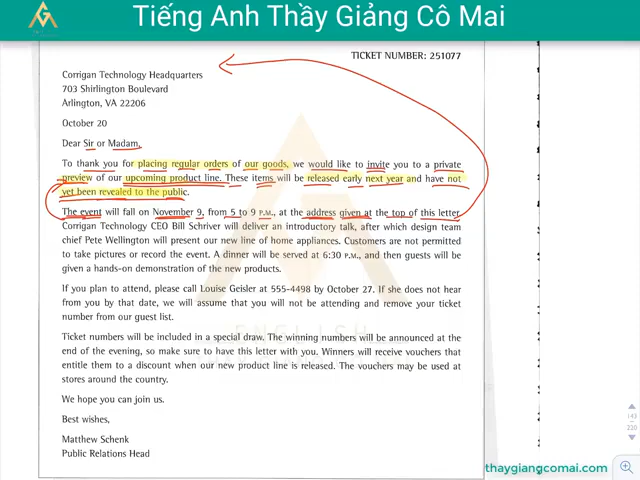 Tiếng Anh Thầy Giảng Cô Mai
TICKET NUMBER: 251077
Corrigan Technology Headquarters
703 Shirlington Boulevard
Arlington, VA 22206
October 20
Dear Sir or Madam,
To thank you for placing regular orders of our goods, we would like to invite you to a private
preview of our upcoming product line. These items will be released early next year and have not
yet been revealed to the public.
The event will fall on November 9, from 5 to 9 P.M., at the address given at the top of this letter.
Corrigan Technology CEO Bill Schriver will deliver an introductory talk, after which design team
chief Pete Wellington will present our new line of home appliances. Customers are not permitted
to take pictures or record the event. A dinner will be served at 6:30 P.M., and then guests will be
given a hands-on demonstration of the new products.
If you plan to attend, please call Louise Geisler at 555-4498 by October 27. If she does not hear
from you by that date, we will assume that you will not be attending and remove your ticket
number from our guest list.
ENGLISH
Ticket numbers will be included in a special draw. The winning numbers will be announced at the
end of the evening, so make sure to have this letter with you. Winners will receive vouchers that
entitle them to a discount when our new product line is released. The vouchers may be used at
stores around the country.
We hope you can join us.
Best wishes,
Matthew Schenk
Public Relations Head
143
220
thaygiangcomai.com